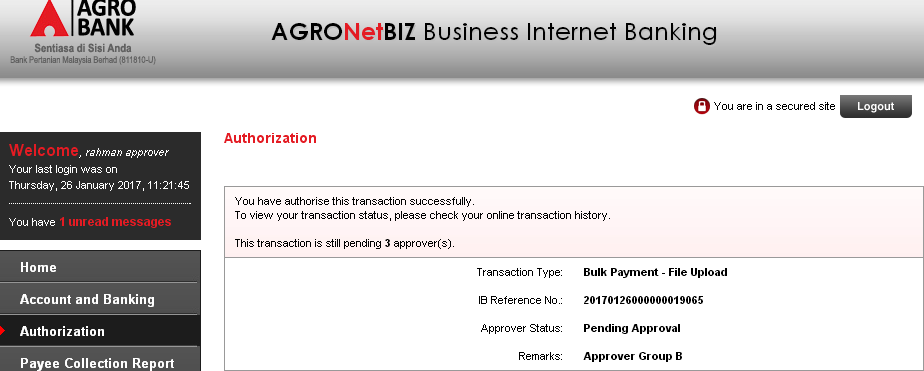 AGRO
BANK
Sentiasa di Sisi Anda
Bank Pertanian Malaysia Berhad (811810-U)
AGRONetBIZ Business Internet Banking
You are in a secured site
Logout
Welcome, rahman approver
Your last login was on
Thursday, 26 January 2017, 11:21:45
You have 1 unread messages
Home
Account and Banking
Authorization
Payee Collection Report
Authorization
You have authorise this transaction successfully.
To view your transaction status, please check your online transaction history.
This transaction is still pending 3 approver(s).
Transaction Type: Bulk Payment - File Upload
IB Reference No.: 20170126000000019065
Approver Status: Pending Approval
Remarks: Approver Group B